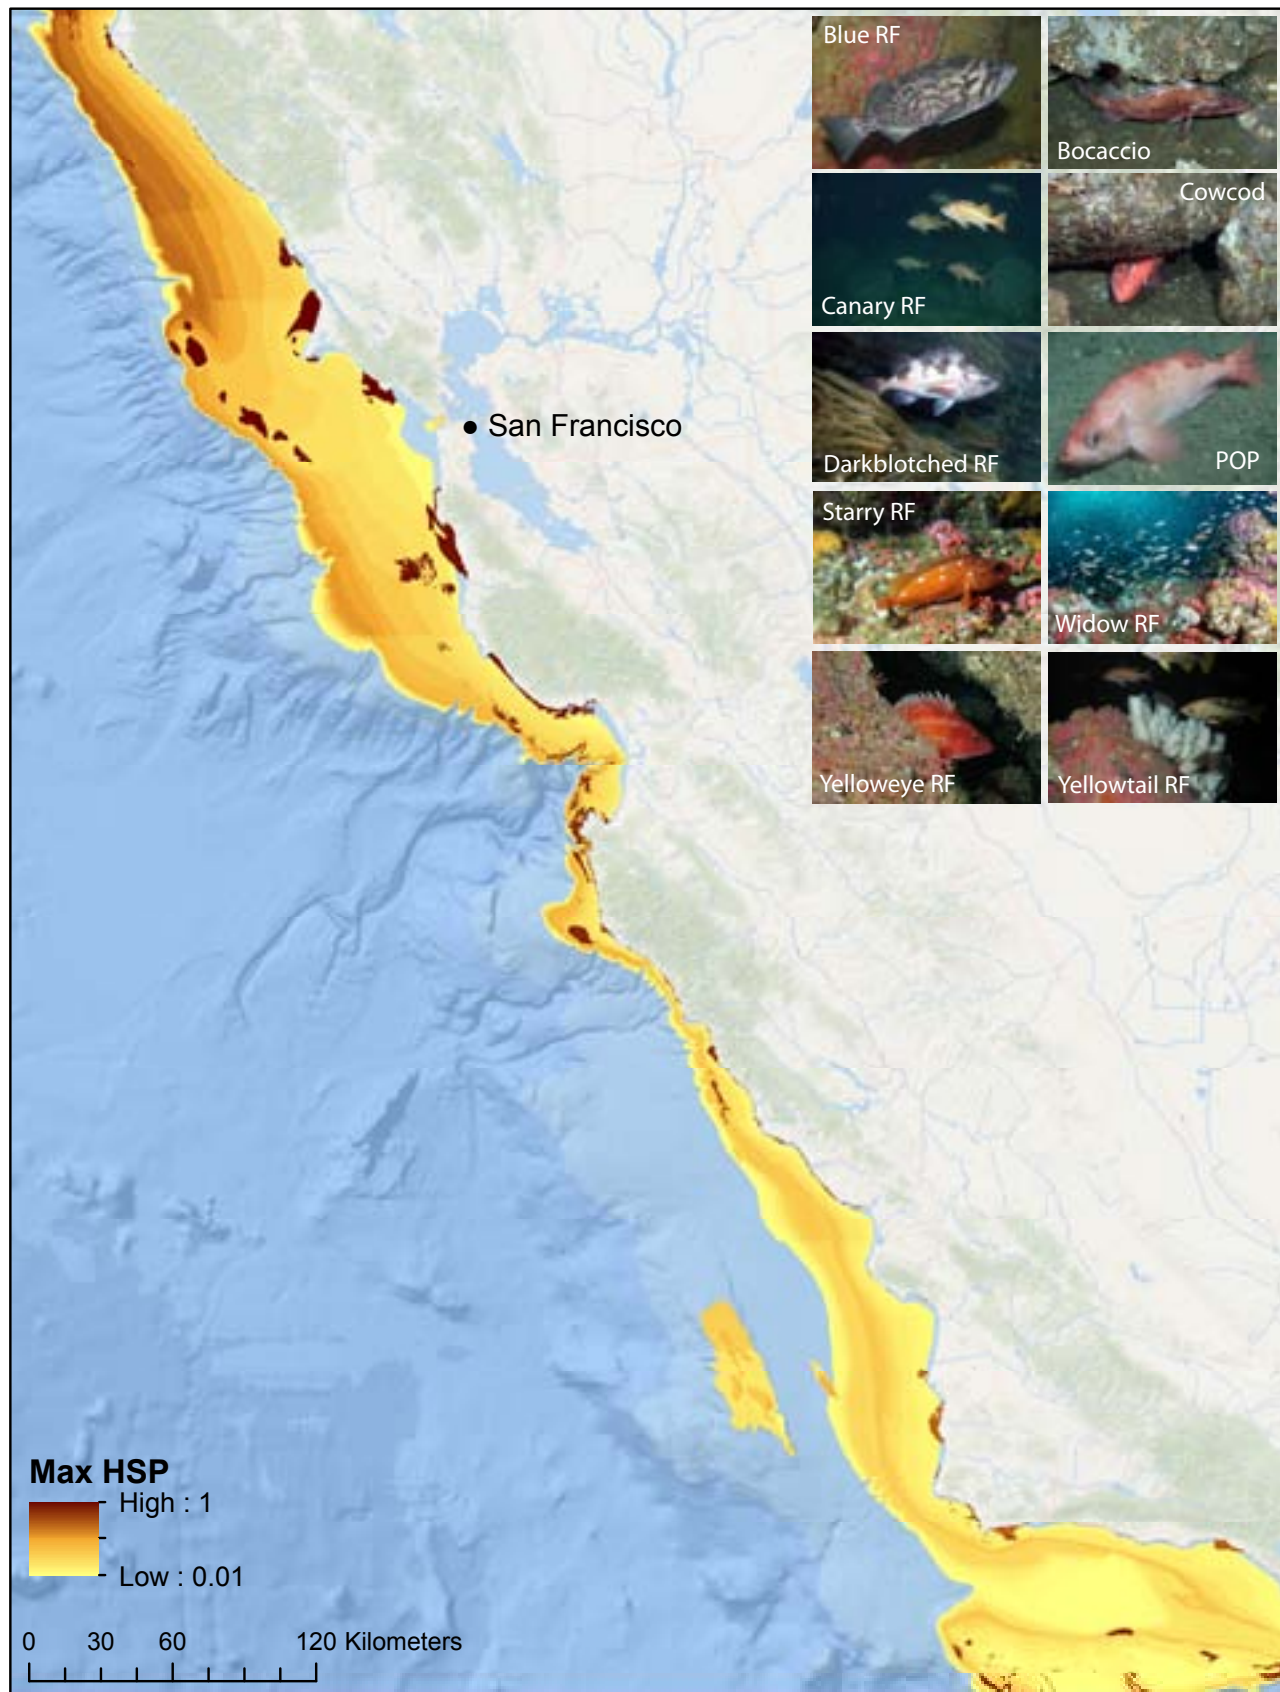 Blue RF
Bocaccio
Cowcod
Canary RF
Darkblotched RF
POP
Starry RF
Widow RF
Yelloweye RF
Yellowtail RF
San Francisco
Max HSP
High : 1
Low : 0.01
0 30 60 120 Kilometers